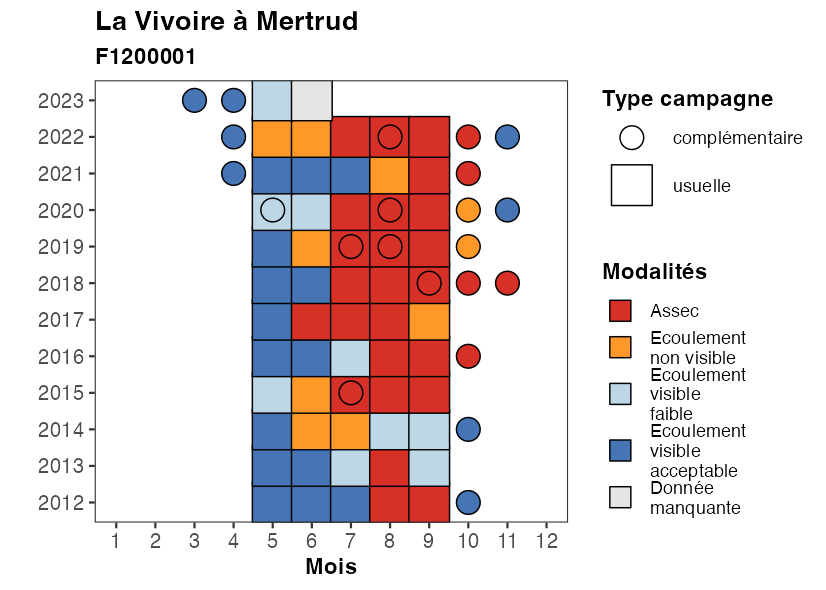 La Vivoire à Mertrud
F1200001
2023
2022
2021
2020
2019
2018
2017
2016
2015
2014
2013
2012
1 2 3 4 5 6 7 8 9 10 11 12
Mois
Type campagne
complémentaire
usuelle
Modalités
Assec
Ecoulement
non visible
Ecoulement
visible
faible
Ecoulement
visible
acceptable
Donnée
manquante